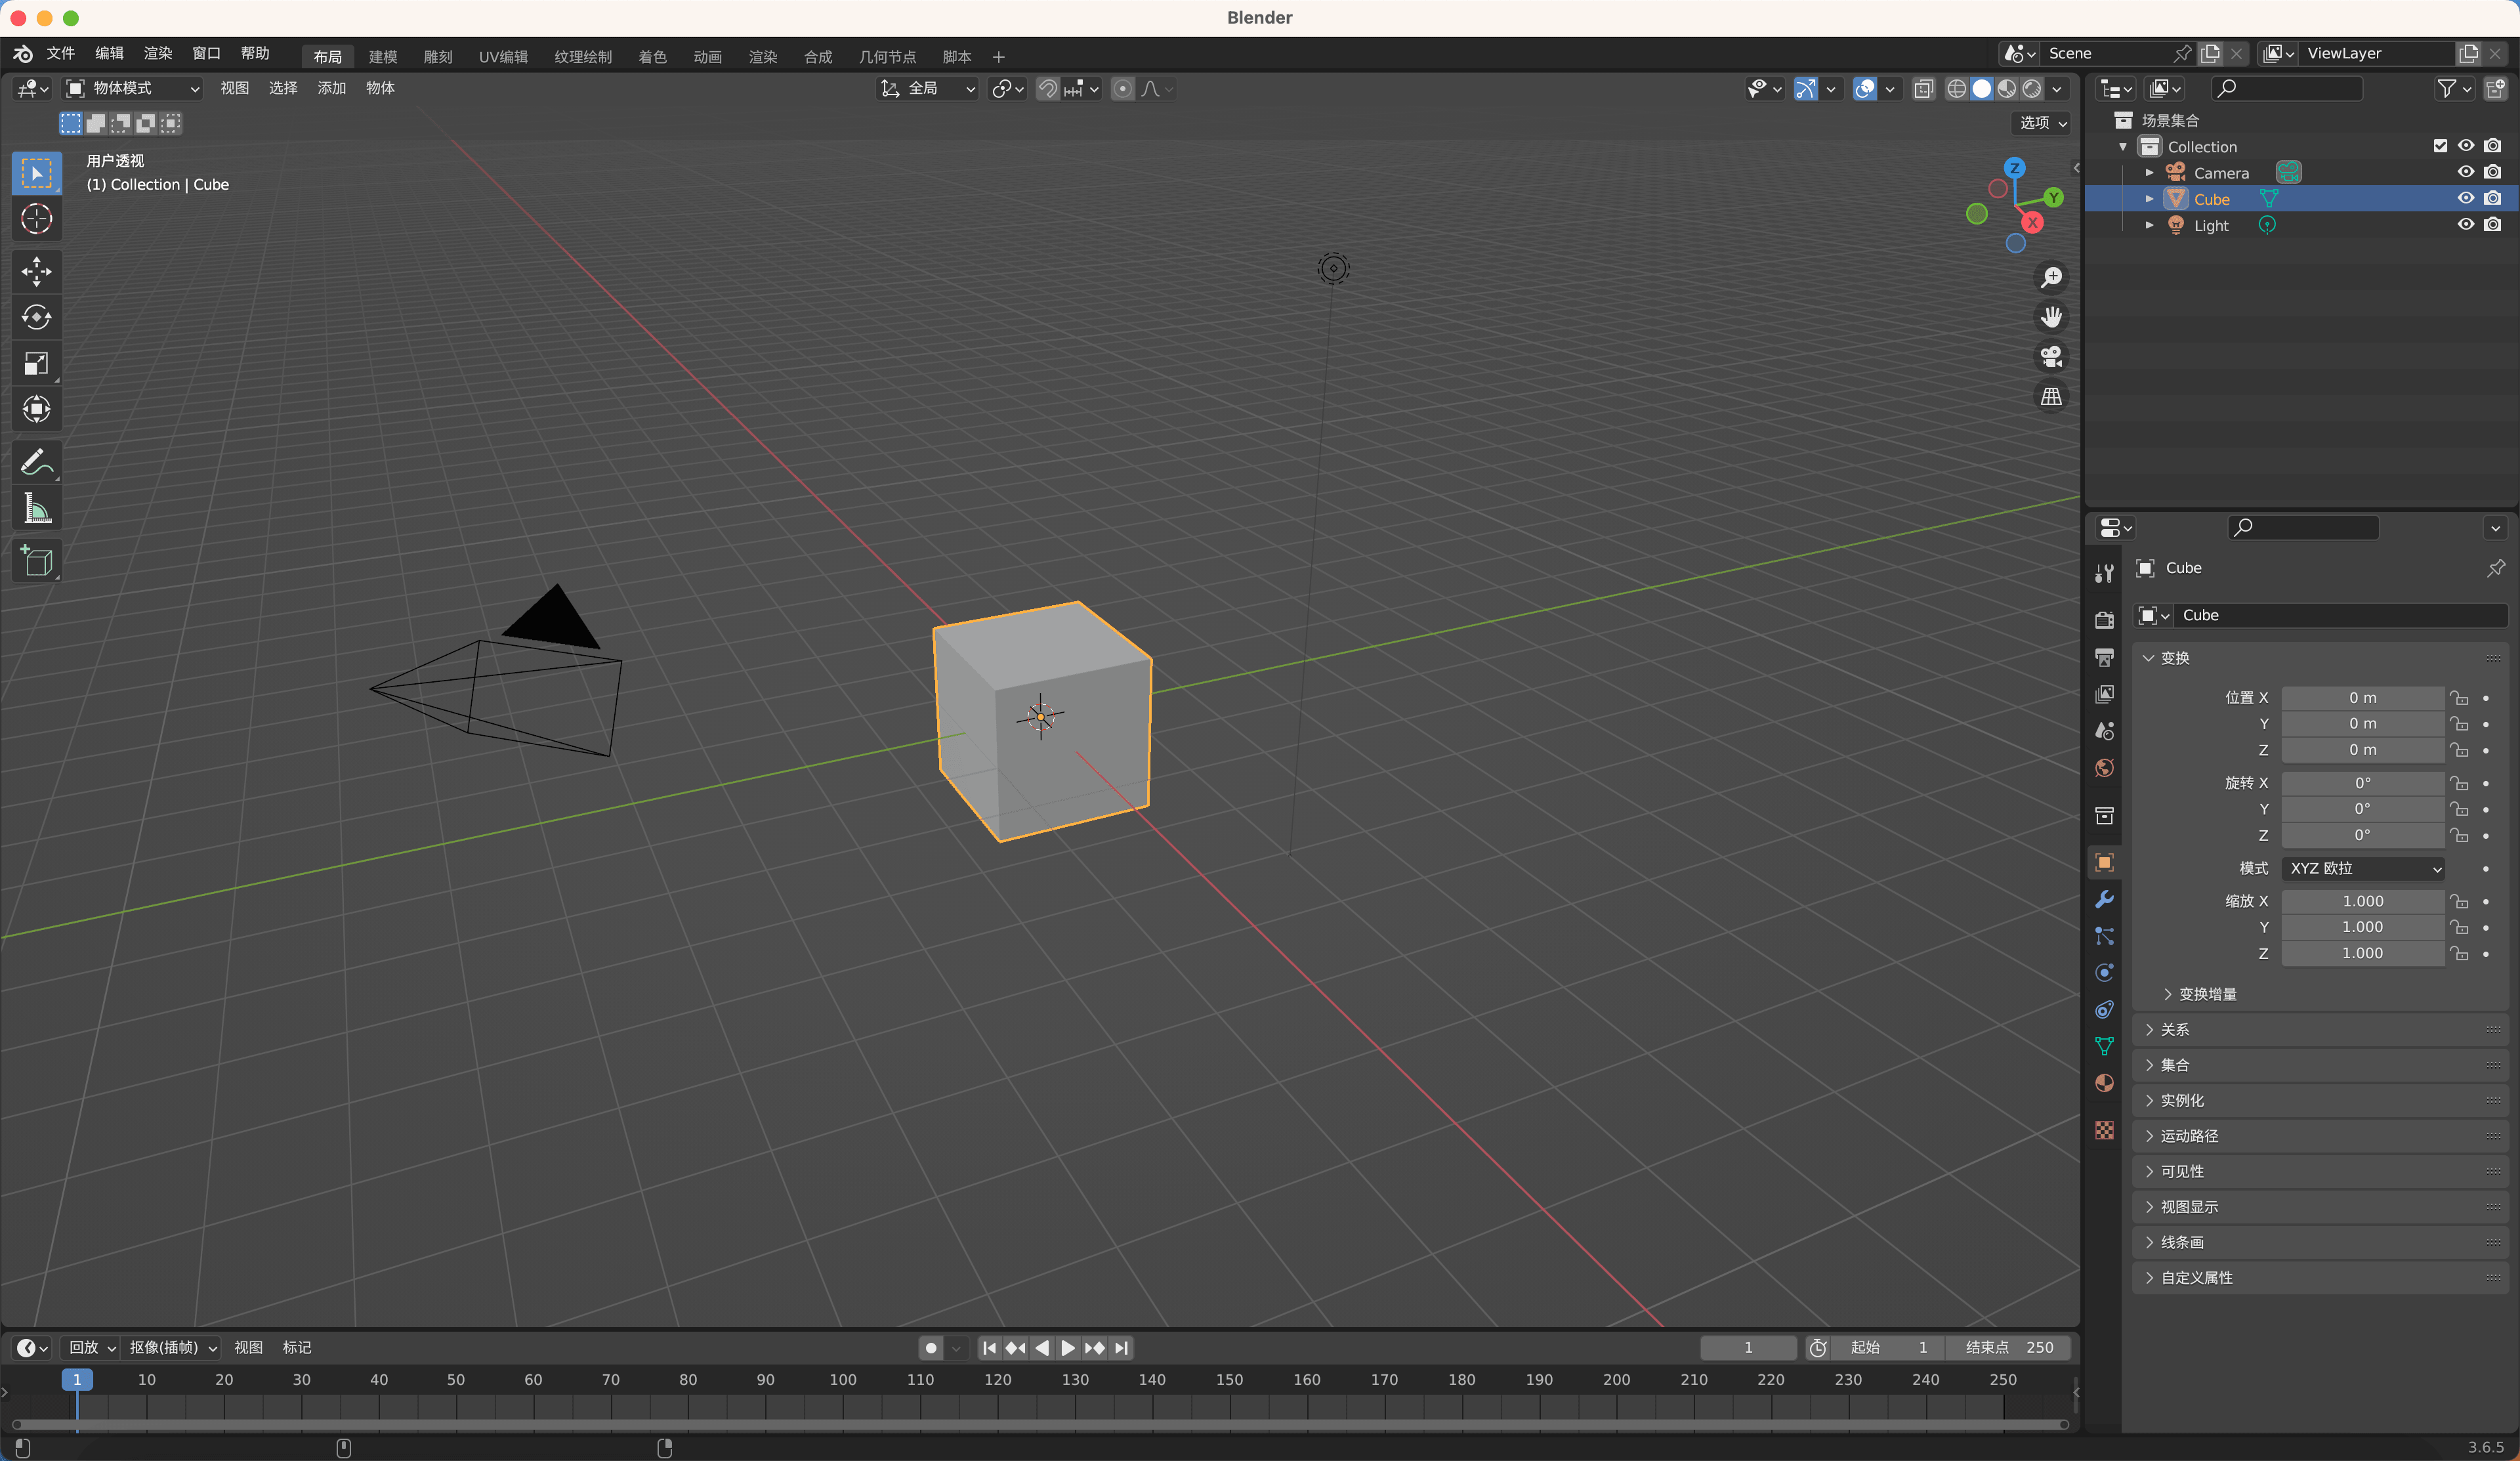 Blender
文件 编辑 渲染 窗口 帮助 布局 建模 雕刻 UV编辑 纹理绘制 着色 动画 渲染 合成 几何节点 脚本 + Scene ViewLayer
物体模式 视图 选择 添加 物体 全局
选项
用户透视
(1) Collection | Cube
Z
Y
X
场景集合
Collection
Camera
Cube
Light
Cube
Cube
变换
位置 X 0 m
Y 0 m
Z 0 m
旋转 X 0°
Y 0°
Z 0°
模式 XYZ 欧拉
缩放 X 1.000
Y 1.000
Z 1.000
变换增量
关系
集合
实例化
运动路径
可见性
视图显示
线条画
自定义属性
回放 抠像(插帧) 视图 标记 1 起始 1 结束点 250
1 10 20 30 40 50 60 70 80 90 100 110 120 130 140 150 160 170 180 190 200 210 220 230 240 250
3.6.5